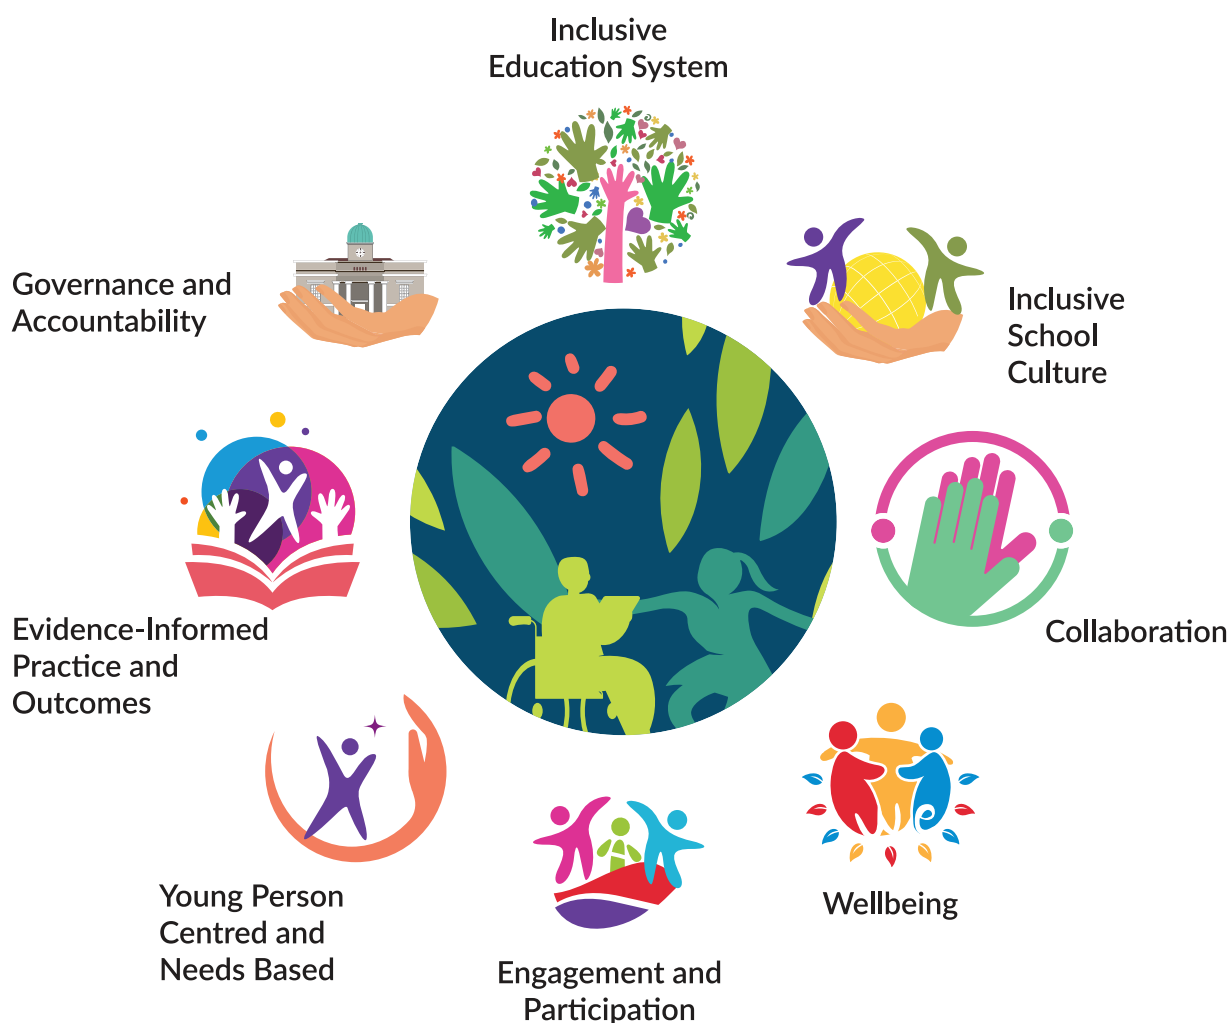 Inclusive
Education System
Governance and
Accountability
Inclusive
School
Culture
Evidence-Informed
Practice and
Outcomes
Collaboration
Young Person
Centred and
Needs Based
Wellbeing
Engagement and
Participation